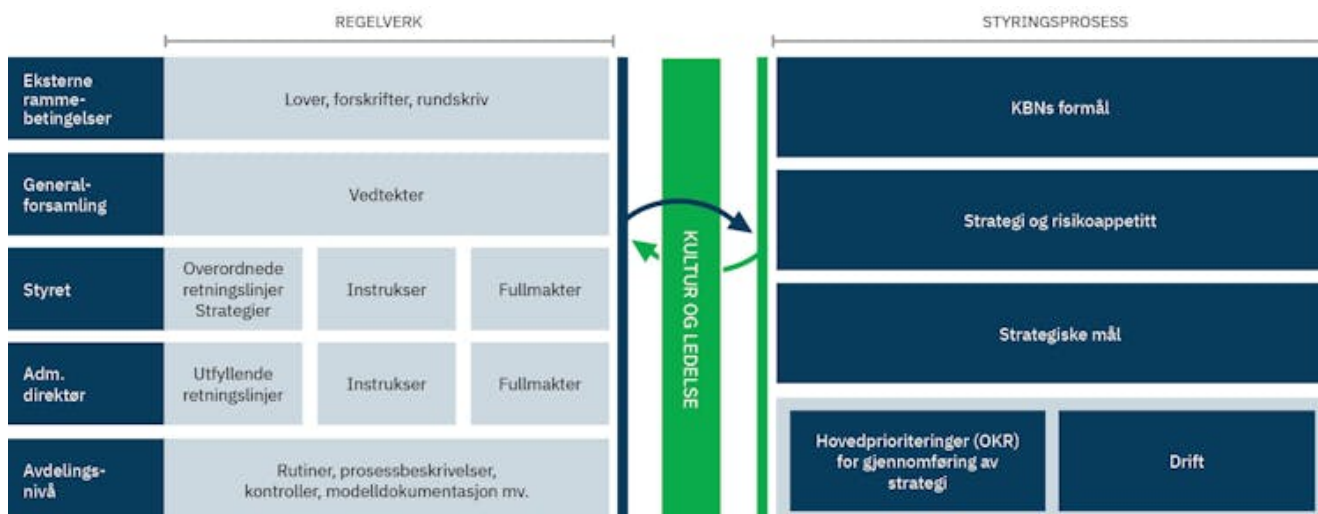 REGELVERK
STYRINGSPROSESS
Eksterne
ramme-
betingelser
Lover, forskrifter, rundskriv
General-
forsamling
Vedtekter
Styret
Overordnede
retningslinjer
Strategier
Instrukser
Fullmakter
Adm.
direktør
Utfyllende
retningslinjer
Instrukser
Fullmakter
Avdelings-
nivå
Rutiner, prosessbeskrivelser,
kontroller, modelldokumentasjon mv.
KULTUR OG LEDELSE
KBNs formål
Strategi og risikoappetitt
Strategiske mål
Hovedprioriteringer (OKR)
for gjennomføring av
strategi
Drift